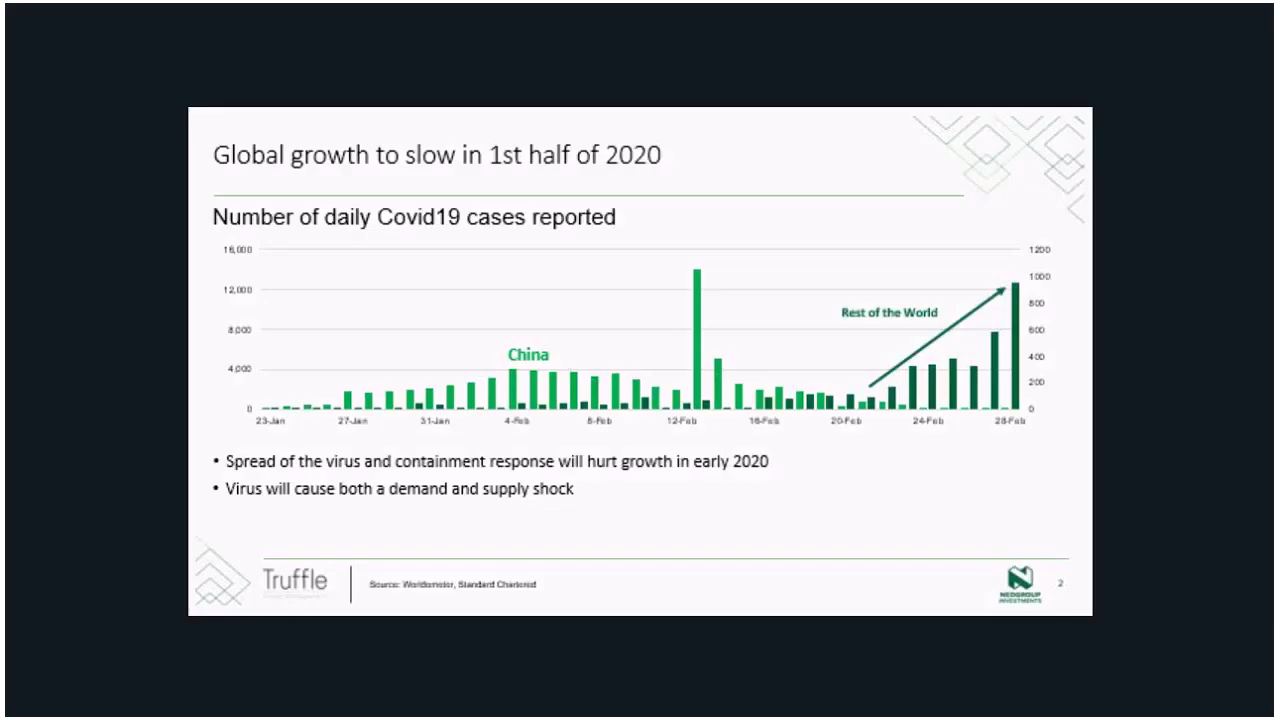 Global growth to slow in 1st half of 2020
Number of daily Covid19 cases reported
16,000
12,000
8,000
4,000
0
1200
1000
800
600
400
200
0
China
Rest of the World
23-Jan 27-Jan 31-Jan 4-Feb 8-Feb 12-Feb 16-Feb 20-Feb 24-Feb 28-Feb
• Spread of the virus and containment response will hurt growth in early 2020
• Virus will cause both a demand and supply shock
Truffle
Source: Worldometer, Standard Chartered
NEDGROUP
INVESTMENTS
2